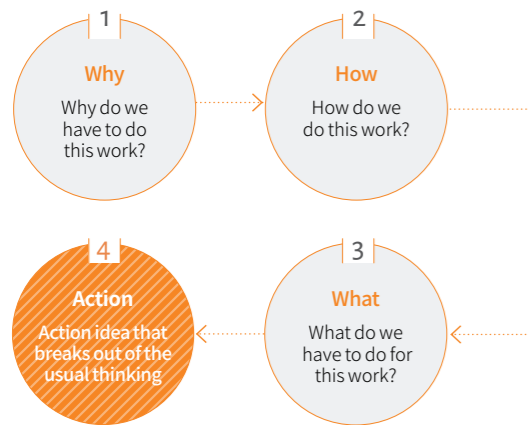 1
Why
Why do we
have to do
this work?
2
How
How do we
do this work?
3
What
What do we
have to do for
this work?
4
Action
Action idea that
breaks out of the
usual thinking